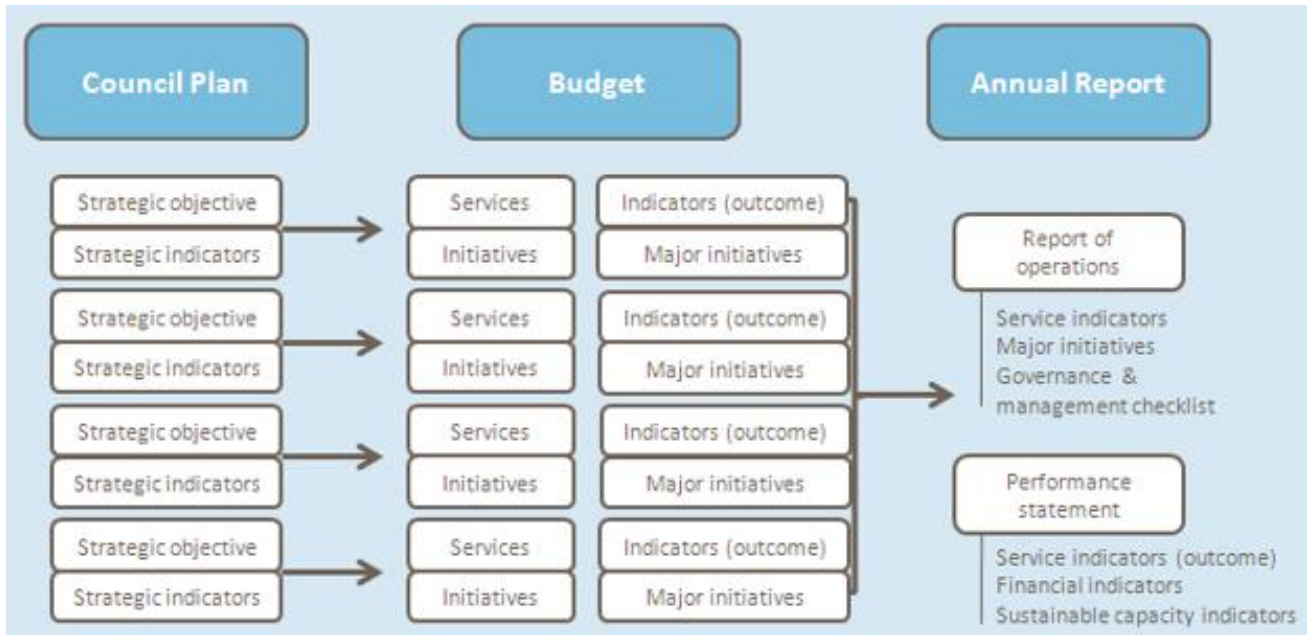 Council Plan
Budget
Annual Report
Strategic objective
Strategic indicators
Services
Initiatives
Indicators (outcome)
Major initiatives
Strategic objective
Strategic indicators
Services
Initiatives
Indicators (outcome)
Major initiatives
Strategic objective
Strategic indicators
Services
Initiatives
Indicators (outcome)
Major initiatives
Strategic objective
Strategic indicators
Services
Initiatives
Indicators (outcome)
Major initiatives
Report of
operations
Service indicators
Major initiatives
Governance &
management checklist
Performance
statement
Service indicators (outcome)
Financial indicators
Sustainable capacity indicators